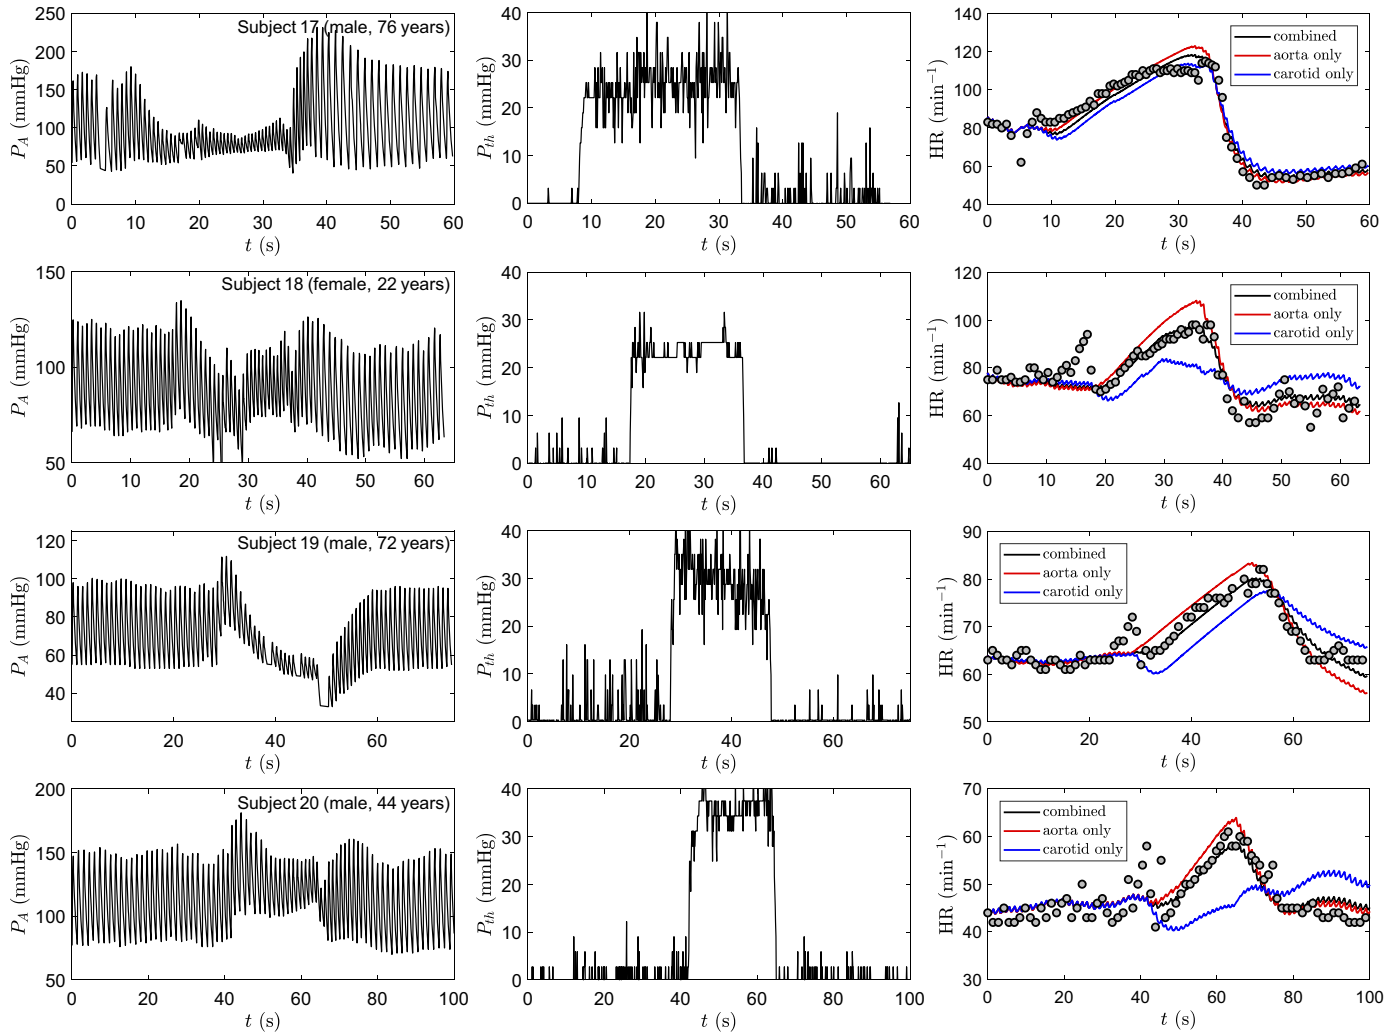 250
200
150
100
50
0
0 10 20 30 40 50 60
P_A (mmHg)
t (s)
Subject 17 (male, 76 years)
40
30
20
10
0
0 10 20 30 40 50 60
P_th (mmHg)
t (s)
140
120
100
80
60
40
0 10 20 30 40 50 60
HR (min⁻¹)
t (s)
combined
aorta only
carotid only
150
100
50
0 10 20 30 40 50 60
P_A (mmHg)
t (s)
Subject 18 (female, 22 years)
40
30
20
10
0
0 10 20 30 40 50 60
P_th (mmHg)
t (s)
120
100
80
60
40
0 10 20 30 40 50 60
HR (min⁻¹)
t (s)
combined
aorta only
carotid only
120
100
80
60
40
0 20 40 60
P_A (mmHg)
t (s)
Subject 19 (male, 72 years)
40
30
20
10
0
0 20 40 60
P_th (mmHg)
t (s)
90
80
70
60
50
0 20 40 60
HR (min⁻¹)
t (s)
combined
aorta only
carotid only
200
150
100
50
0 20 40 60 80 100
P_A (mmHg)
t (s)
Subject 20 (male, 44 years)
40
30
20
10
0
0 20 40 60 80 100
P_th (mmHg)
t (s)
70
60
50
40
30
0 20 40 60 80 100
HR (min⁻¹)
t (s)
combined
aorta only
carotid only